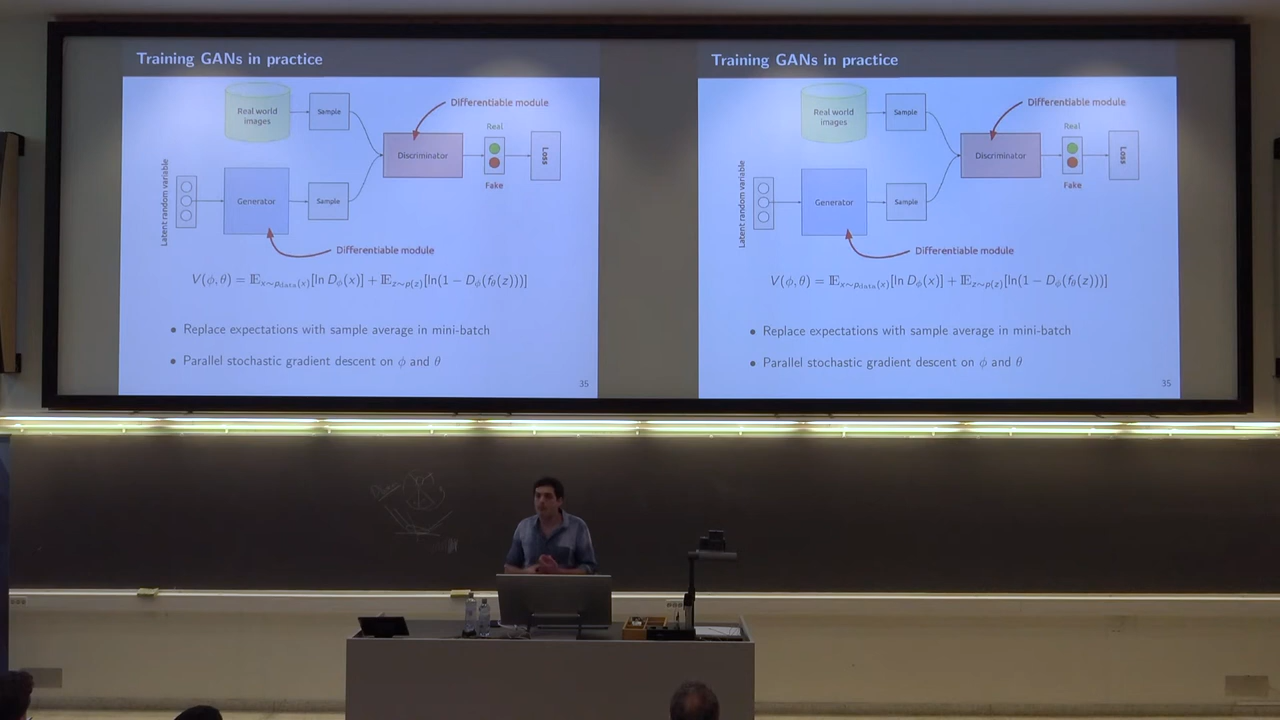 Training GANs in practice
Differentiable module
Real world
images
Sample
Real
Discriminator
Loss
Fake
Latent random variable
Generator
Sample
Differentiable module
V(ϕ, θ) = 𝔼x∼pdata(x)[ln Dϕ(x)] + 𝔼z∼p(z)[ln(1 − Dϕ(fθ(z)))]
• Replace expectations with sample average in mini-batch
• Parallel stochastic gradient descent on ϕ and θ
35
Training GANs in practice
Differentiable module
Real world
images
Sample
Real
Discriminator
Loss
Fake
Latent random variable
Generator
Sample
Differentiable module
V(ϕ, θ) = 𝔼x∼pdata(x)[ln Dϕ(x)] + 𝔼z∼p(z)[ln(1 − Dϕ(fθ(z)))]
• Replace expectations with sample average in mini-batch
• Parallel stochastic gradient descent on ϕ and θ
35